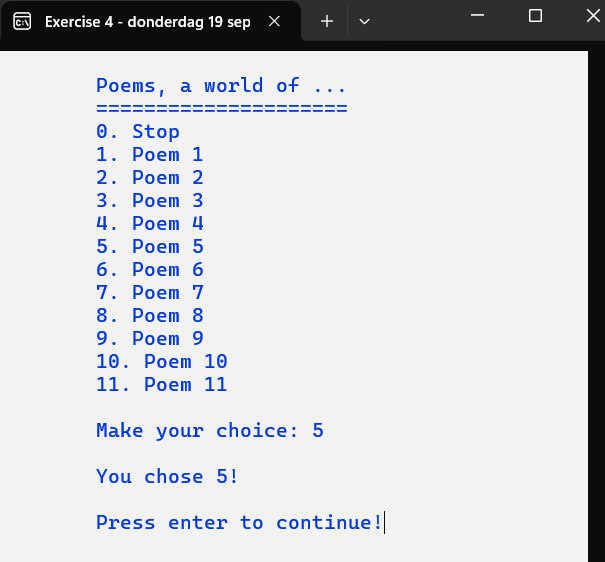 Exercise 4 - donderdag 19 sep
Poems, a world of ...
=====================
0. Stop
1. Poem 1
2. Poem 2
3. Poem 3
4. Poem 4
5. Poem 5
6. Poem 6
7. Poem 7
8. Poem 8
9. Poem 9
10. Poem 10
11. Poem 11
Make your choice: 5
You chose 5!
Press enter to continue!